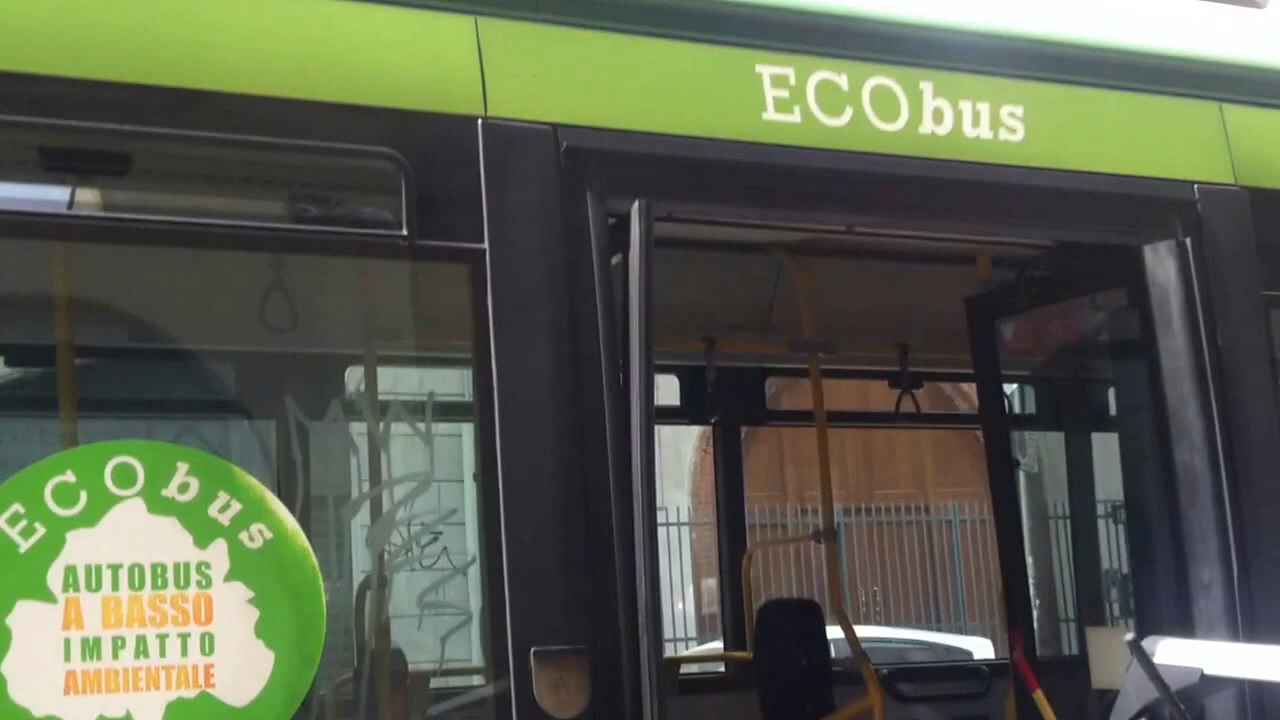 ECObus
ECObus
AUTOBUS
A BASSO
IMPATTO
AMBIENTALE